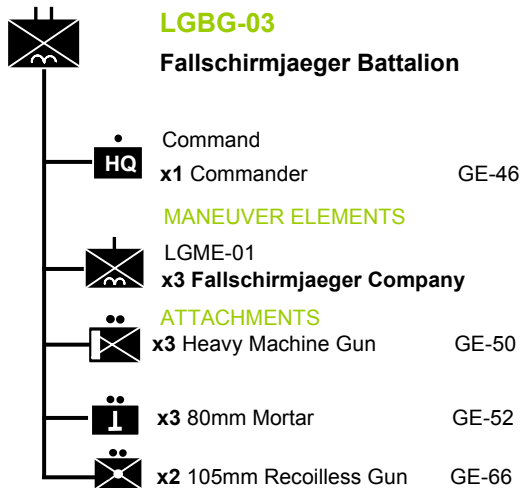 LGBG-03
Fallschirmjaeger Battalion
Command
HQ
x1 Commander GE-46
MANEUVER ELEMENTS
LGME-01
x3 Fallschirmjaeger Company
ATTACHMENTS
x3 Heavy Machine Gun GE-50
x3 80mm Mortar GE-52
x2 105mm Recoilless Gun GE-66